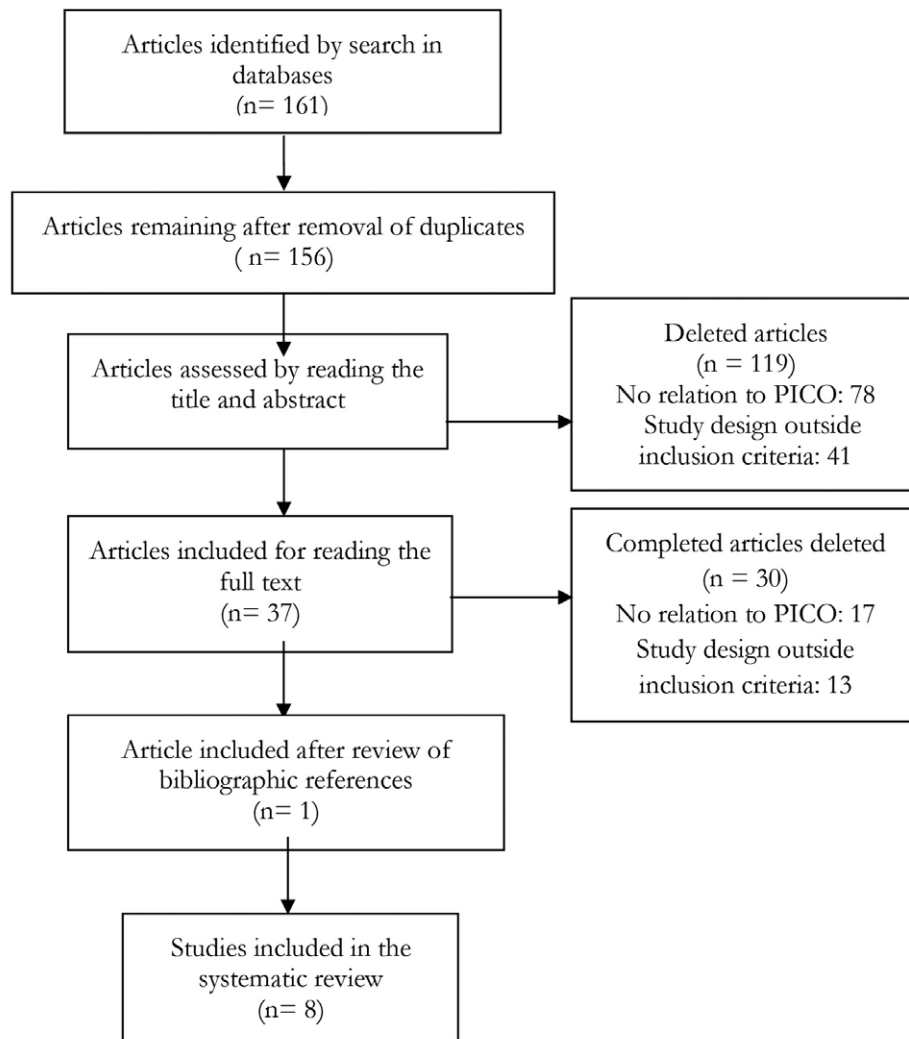 Articles identified by search in
databases
(n= 161)
Articles remaining after removal of duplicates
( n= 156)
Articles assessed by reading the
title and abstract
Deleted articles
(n = 119)
No relation to PICO: 78
Study design outside
inclusion criteria: 41
Articles included for reading the
full text
(n= 37)
Completed articles deleted
(n = 30)
No relation to PICO: 17
Study design outside
inclusion criteria: 13
Article included after review of
bibliographic references
(n= 1)
Studies included in the
systematic review
(n= 8)